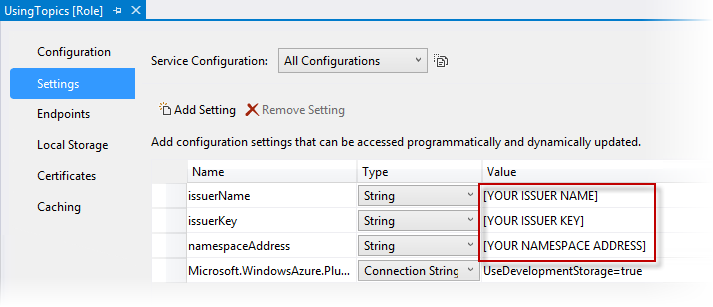 UsingTopics [Role]
Configuration
Settings
Endpoints
Local Storage
Certificates
Caching
Service Configuration: All Configurations
Add Setting Remove Setting
Add configuration settings that can be accessed programmatically and dynamically updated.
Name Type Value
issuerName String [YOUR ISSUER NAME]
issuerKey String [YOUR ISSUER KEY]
namespaceAddress String [YOUR NAMESPACE ADDRESS]
Microsoft.WindowsAzure.Plu... Connection String UseDevelopmentStorage=true